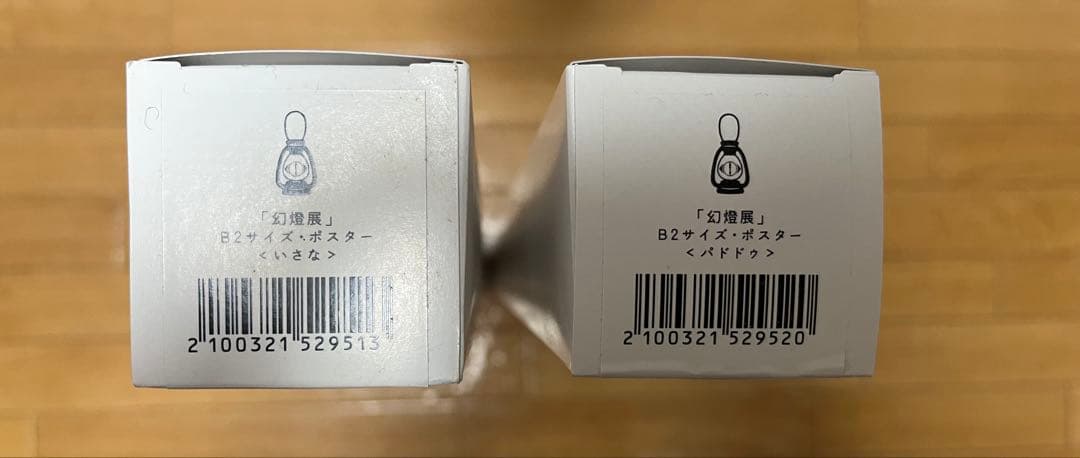 「幻燈展」
B2サイズ・ポスター
<いさな>
2 100321 529513
「幻燈展」
B2サイズ・ポスター
<パドドゥ>
2 100321 529520